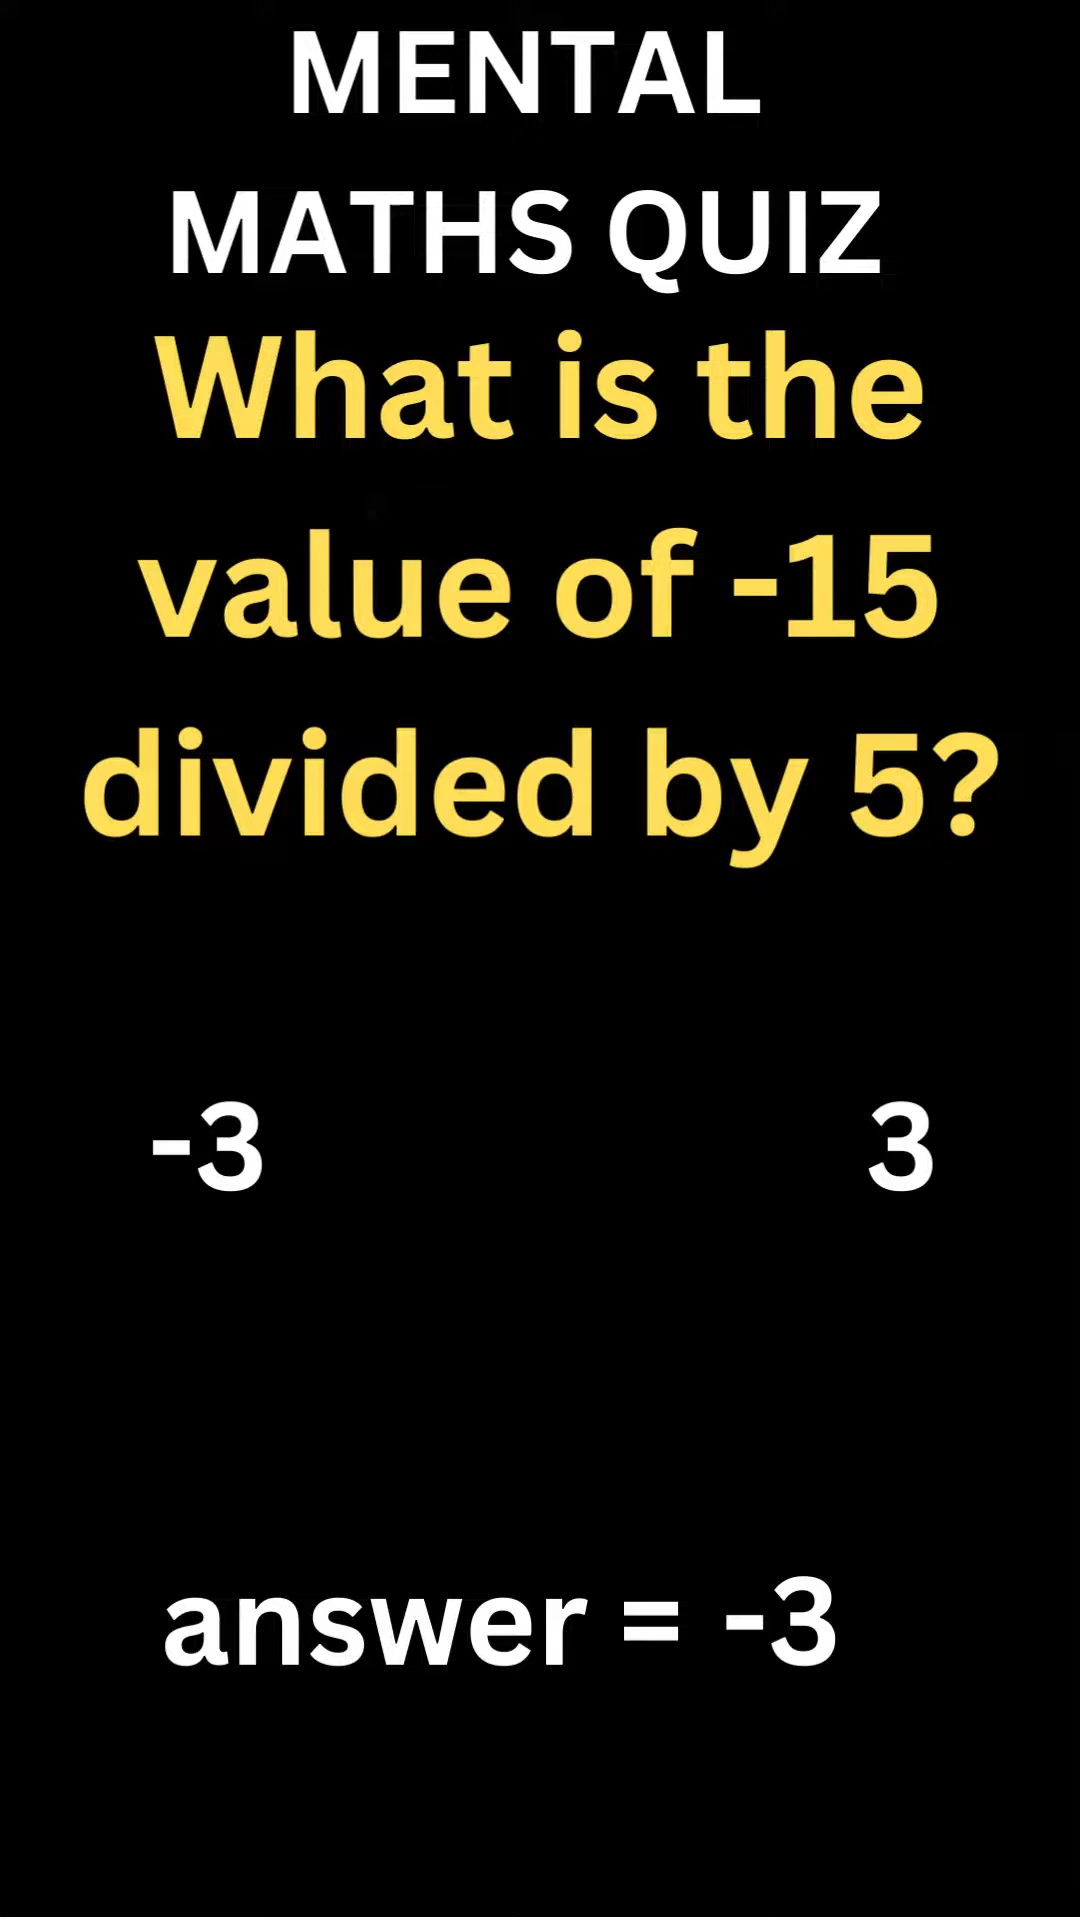 MENTAL
MATHS QUIZ
What is the
value of -15
divided by 5?
-3 3
answer = -3